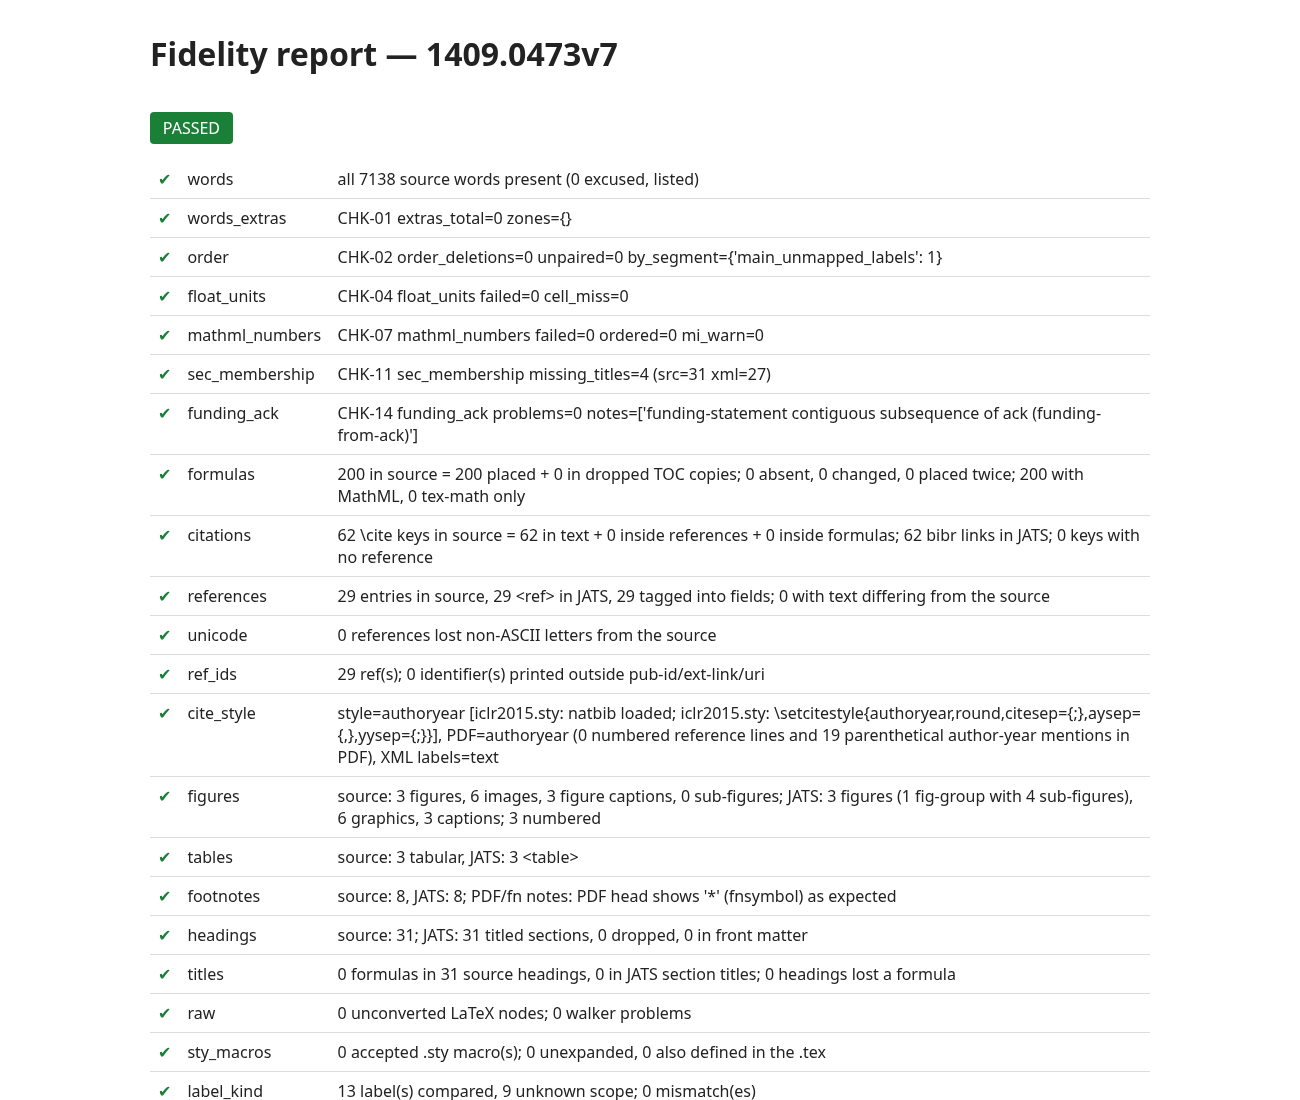 Fidelity report — 1409.0473v7
PASSED
✔ words all 7138 source words present (0 excused, listed)
✔ words_extras CHK-01 extras_total=0 zones={}
✔ order CHK-02 order_deletions=0 unpaired=0 by_segment={'main_unmapped_labels': 1}
✔ float_units CHK-04 float_units failed=0 cell_miss=0
✔ mathml_numbers CHK-07 mathml_numbers failed=0 ordered=0 mi_warn=0
✔ sec_membership CHK-11 sec_membership missing_titles=4 (src=31 xml=27)
✔ funding_ack CHK-14 funding_ack problems=0 notes=['funding-statement contiguous subsequence of ack (funding-
from-ack)']
✔ formulas 200 in source = 200 placed + 0 in dropped TOC copies; 0 absent, 0 changed, 0 placed twice; 200 with
MathML, 0 tex-math only
✔ citations 62 \cite keys in source = 62 in text + 0 inside references + 0 inside formulas; 62 bibr links in JATS; 0 keys with
no reference
✔ references 29 entries in source, 29 <ref> in JATS, 29 tagged into fields; 0 with text differing from the source
✔ unicode 0 references lost non-ASCII letters from the source
✔ ref_ids 29 ref(s); 0 identifier(s) printed outside pub-id/ext-link/uri
✔ cite_style style=authoryear [iclr2015.sty: natbib loaded; iclr2015.sty: \setcitestyle{authoryear,round,citesep={;},aysep=
{,},yysep={;}}], PDF=authoryear (0 numbered reference lines and 19 parenthetical author-year mentions in
PDF), XML labels=text
✔ figures source: 3 figures, 6 images, 3 figure captions, 0 sub-figures; JATS: 3 figures (1 fig-group with 4 sub-figures),
6 graphics, 3 captions; 3 numbered
✔ tables source: 3 tabular, JATS: 3 <table>
✔ footnotes source: 8, JATS: 8; PDF/fn notes: PDF head shows '*' (fnsymbol) as expected
✔ headings source: 31; JATS: 31 titled sections, 0 dropped, 0 in front matter
✔ titles 0 formulas in 31 source headings, 0 in JATS section titles; 0 headings lost a formula
✔ raw 0 unconverted LaTeX nodes; 0 walker problems
✔ sty_macros 0 accepted .sty macro(s); 0 unexpanded, 0 also defined in the .tex
✔ label_kind 13 label(s) compared, 9 unknown scope; 0 mismatch(es)